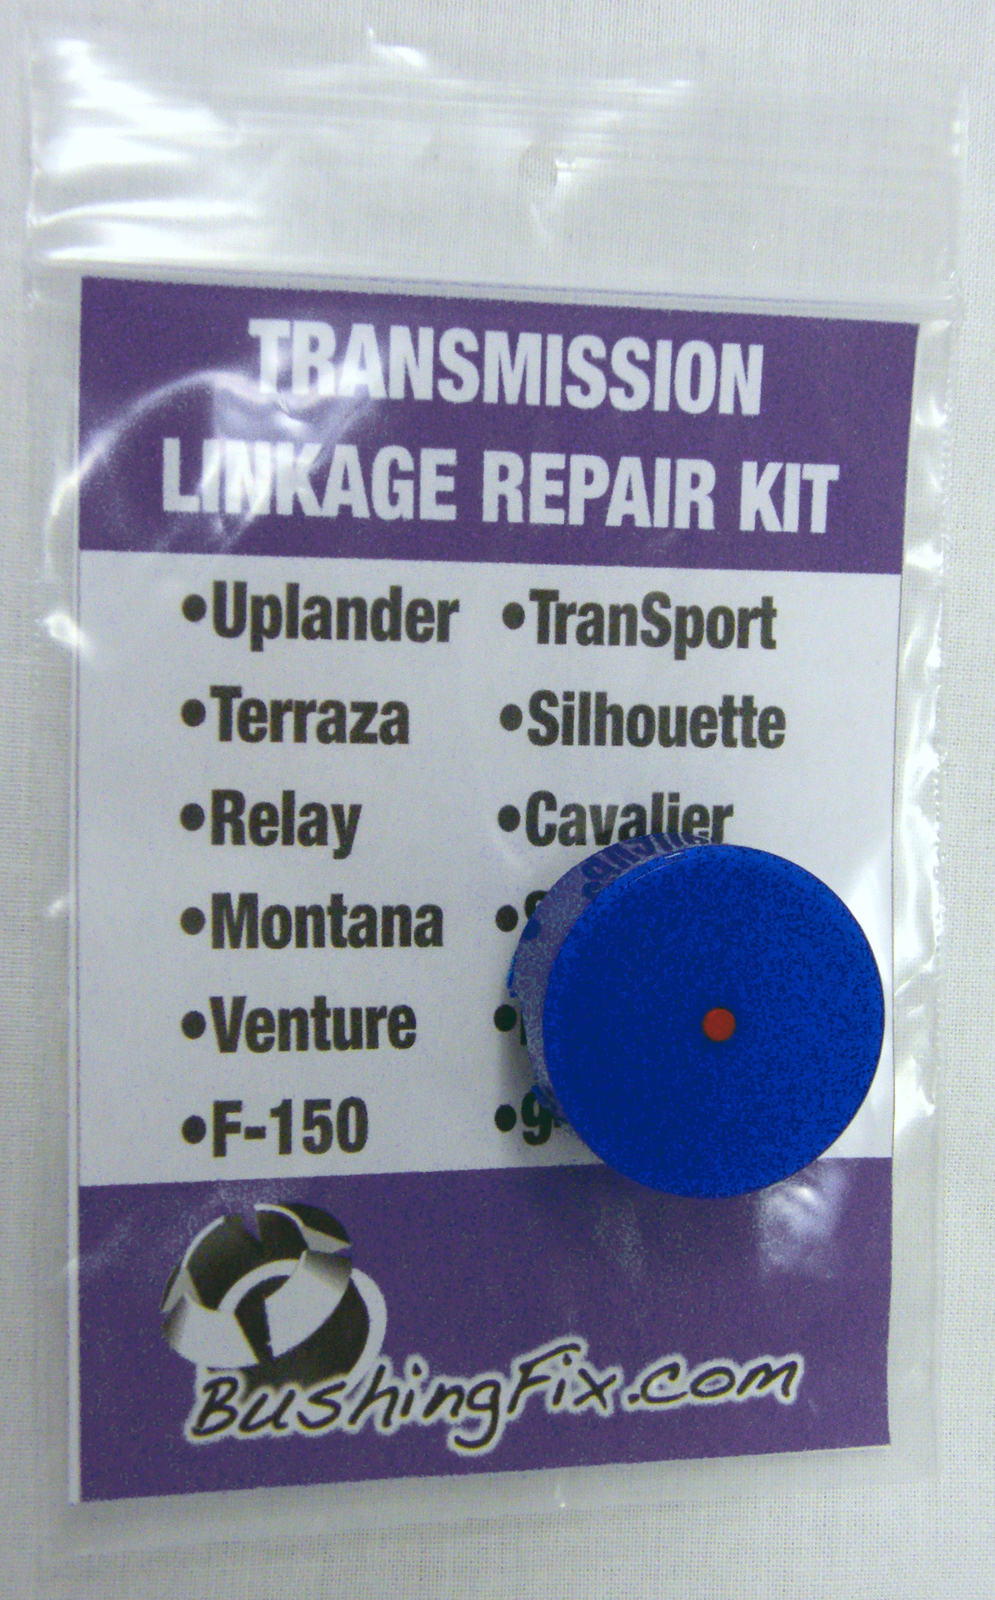 TRANSMISSION
LINKAGE REPAIR KIT
•Uplander •TranSport
•Terraza •Silhouette
•Relay •Cavalier
•Montana
•Venture
•F-150
BushingFix.com